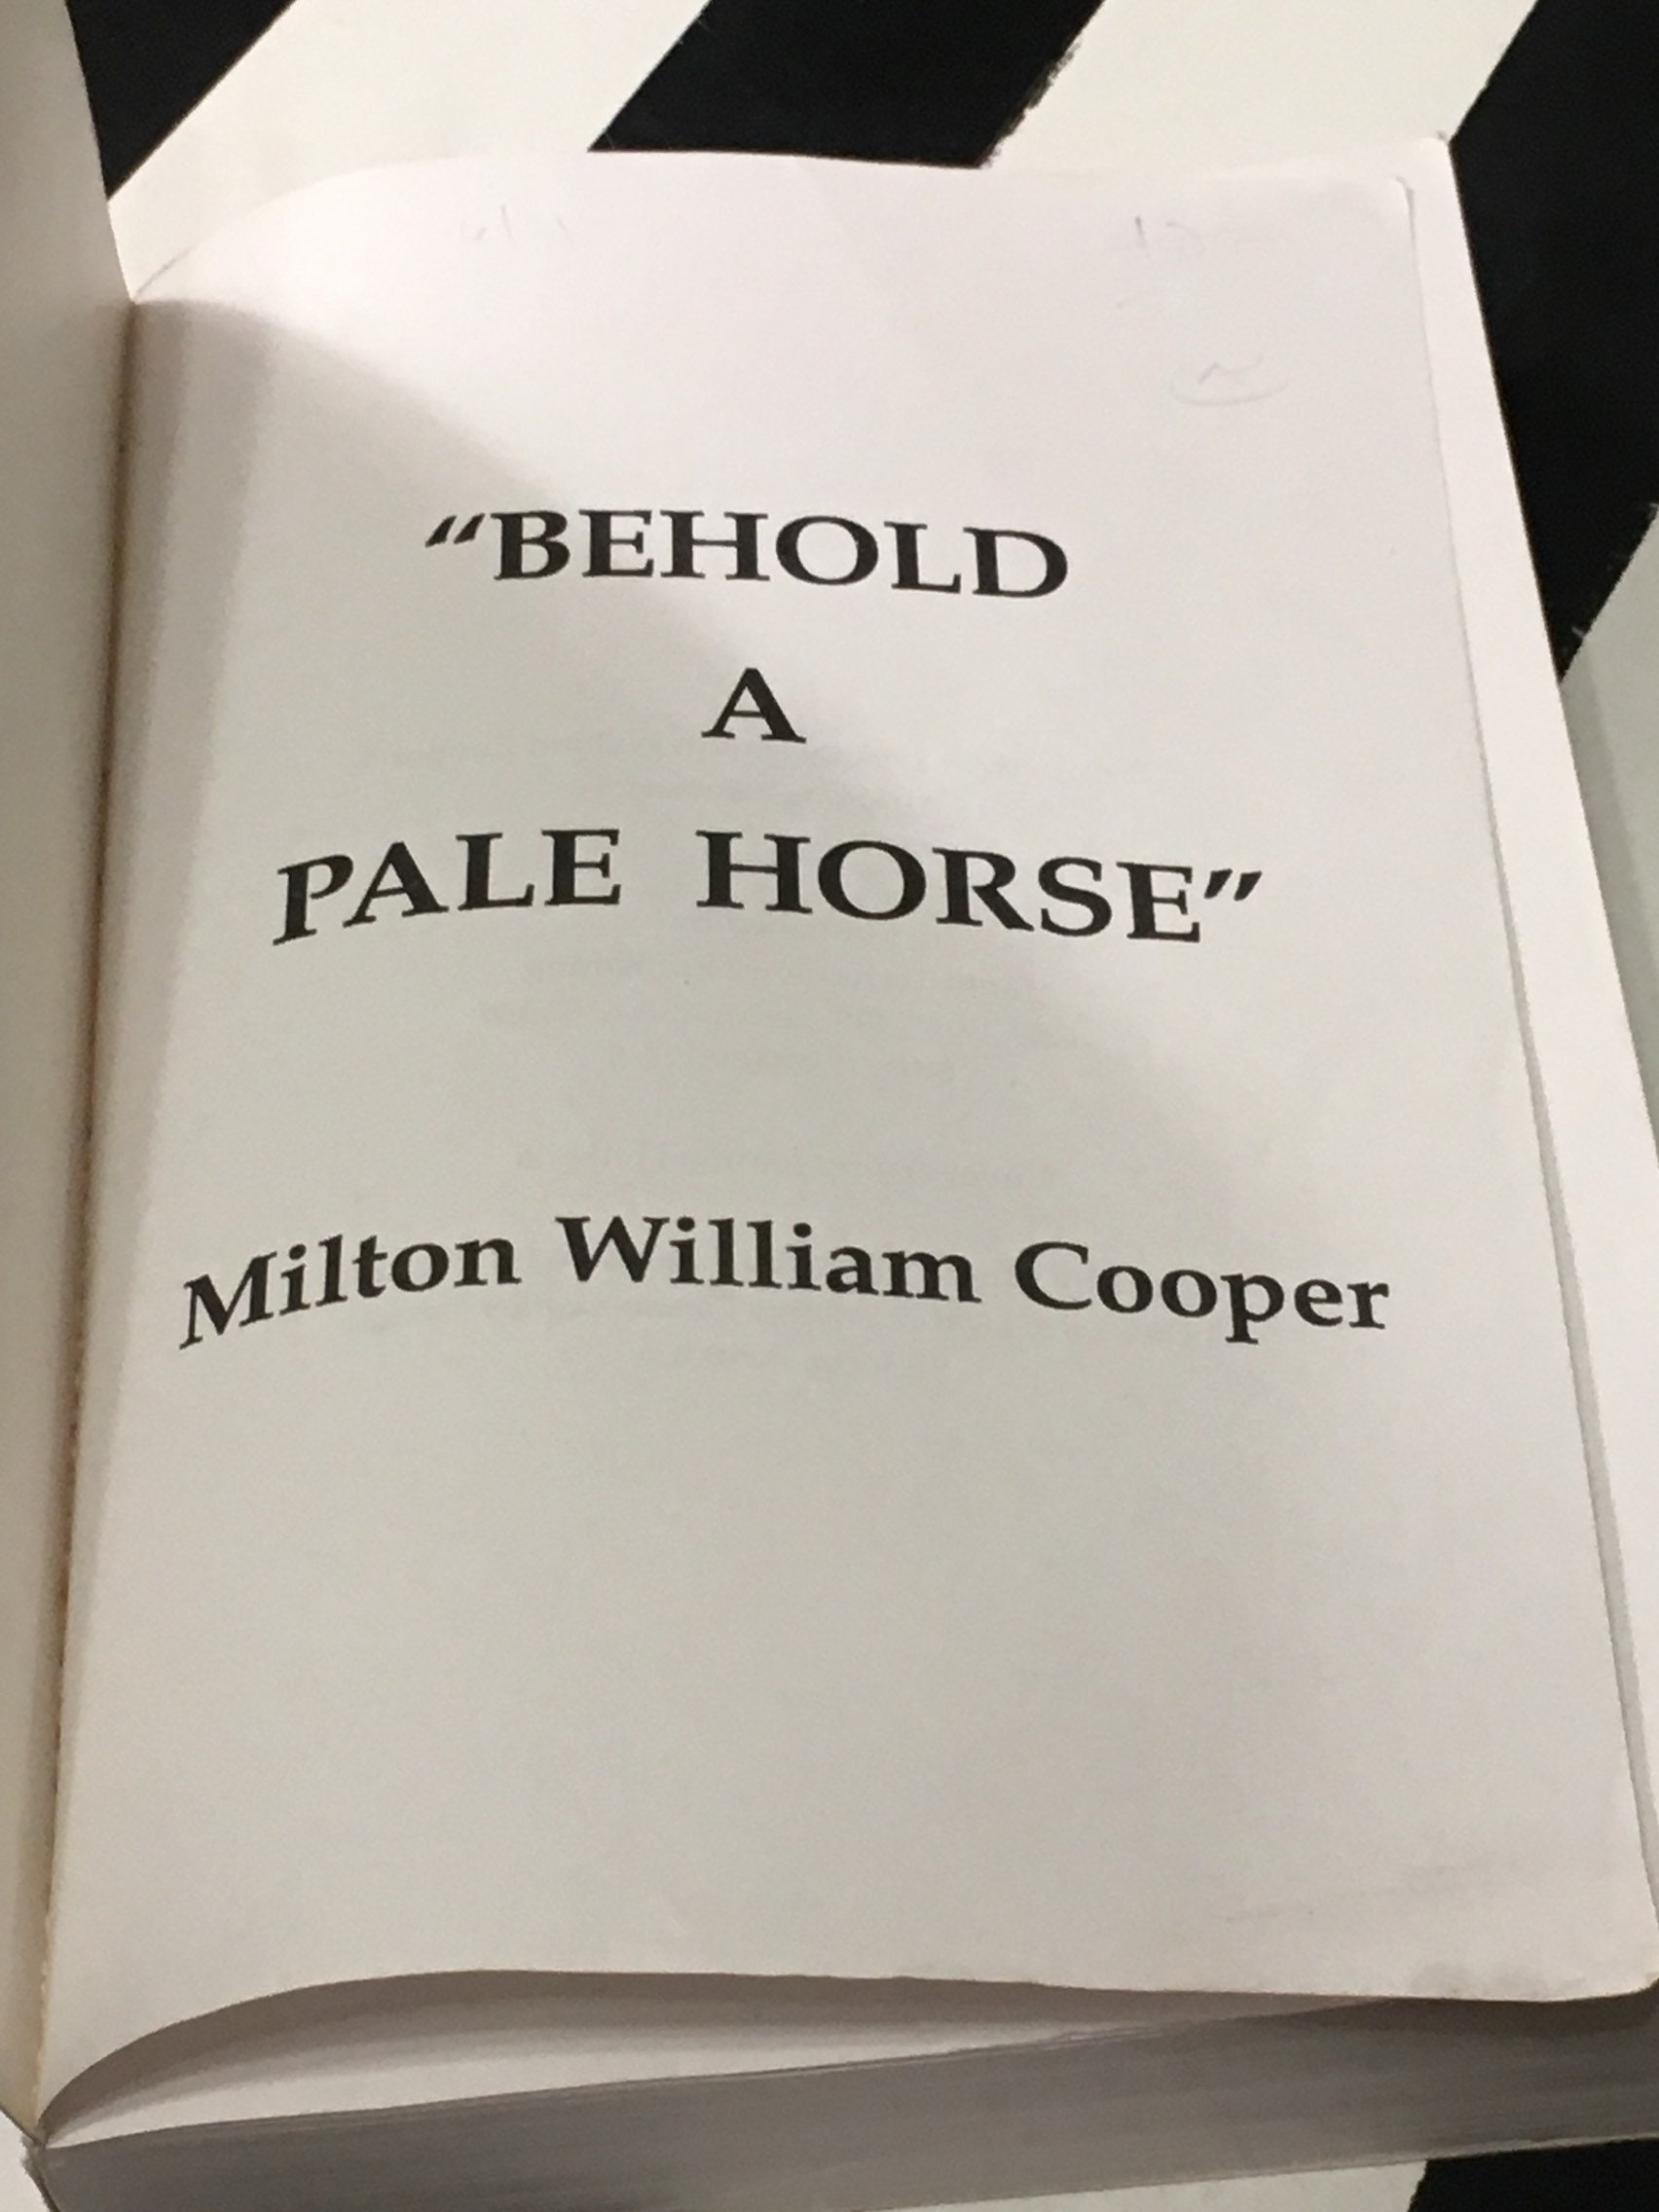 “BEHOLD
A
PALE HORSE”
Milton William Cooper